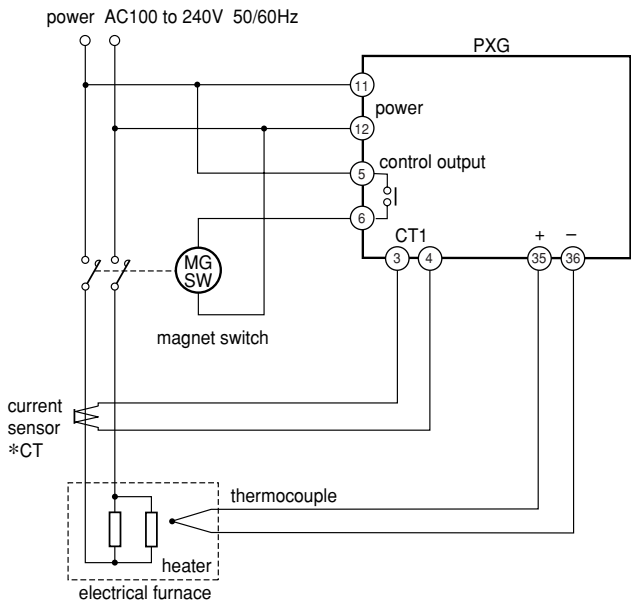 power AC100 to 240V 50/60Hz
PXG
11
power
12
control output
5
6
CT1
+
−
3
4
35
36
MG
SW
magnet switch
current
sensor
*CT
thermocouple
heater
electrical furnace